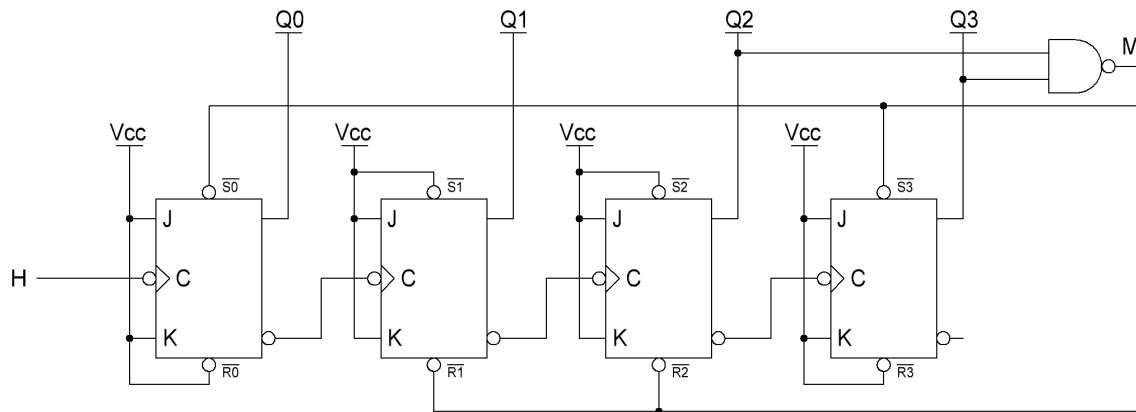 Q0 Q1 Q2 Q3
M
Vcc Vcc Vcc Vcc
S0 S1 S2 S3
J J J J
H C C C C
K K K K
R0 R1 R2 R3